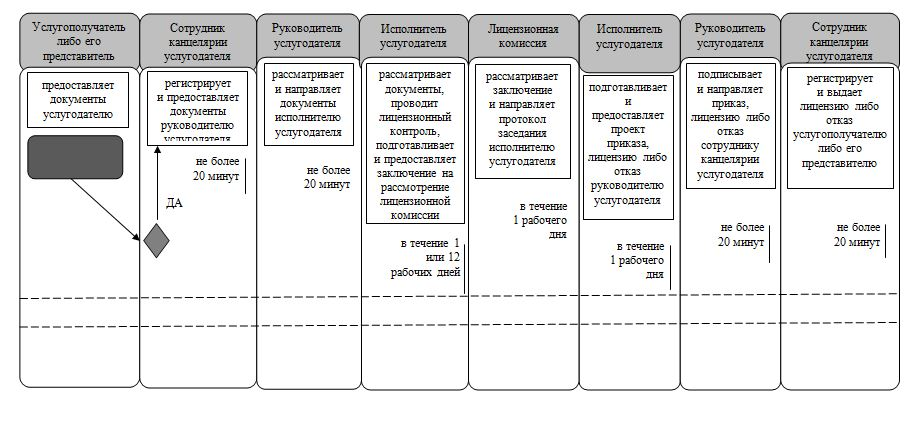 Услугополучатель
либо его
представитель
Сотрудник
канцелярии
услугодателя
Руководитель
услугодателя
Исполнитель
услугодателя
Лицензионная
комиссия
Исполнитель
услугодателя
Руководитель
услугодателя
Сотрудник
канцелярии
услугодателя
предоставляет
документы
услугодателю
регистрирует
и предоставляет
документы
руководителю
услугодателя
не более
20 минут
ДА
рассматривает
и направляет
документы
исполнителю
услугодателя
не более
20 минут
рассматривает
документы,
проводит
лицензионный
контроль,
подготавливает
и предоставляет
заключение на
рассмотрение
лицензионной
комиссии
в течение 1
или 12
рабочих дней
рассматривает
заключение
и направляет
протокол
заседания
исполнителю
услугодателя
в течение
1 рабочего
дня
подготавливает
и
предоставляет
проект
приказа,
лицензию либо
отказ
руководителю
услугодателя
в течение
1 рабочего
дня
подписывает
и направляет
приказ,
лицензию либо
отказ
сотруднику
канцелярии
услугодателя
не более
20 минут
регистрирует
и выдает
лицензию либо
отказ
услугополучателю
либо его
представителю
не более
20 минут